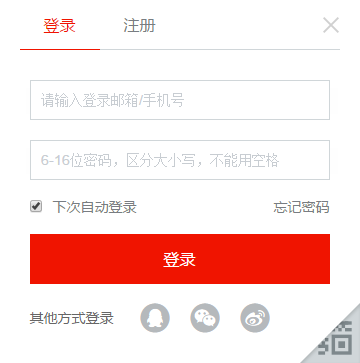 登录 注册
请输入登录邮箱/手机号
6-16位密码，区分大小写，不能用空格
下次自动登录 忘记密码
登录
其他方式登录